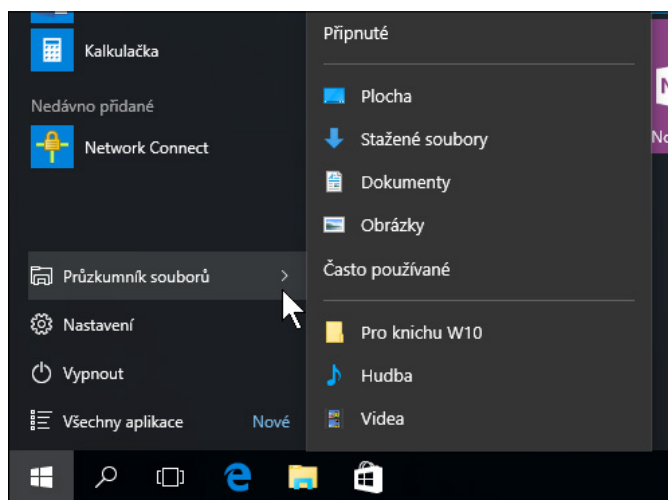 Kalkulačka
Nedávno přidané
Network Connect
Průzkumník souborů
Nastavení
Vypnout
Všechny aplikace Nové
Připnuté
Plocha
Stažené soubory
Dokumenty
Obrázky
Často používané
Pro knichu W10
Hudba
Videa